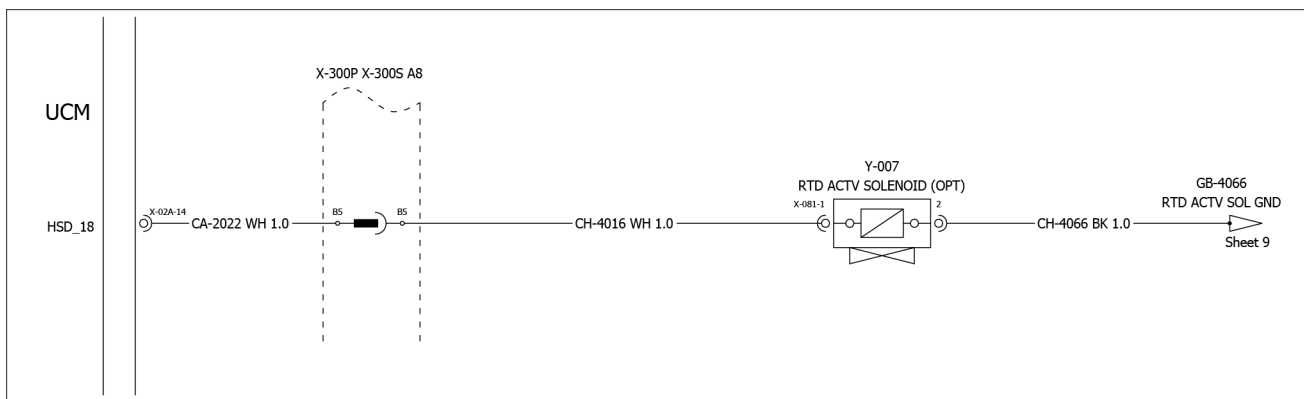 X-300P X-300S A8
UCM
Y-007
RTD ACTV SOLENOID (OPT)
GB-4066
RTD ACTV SOL GND
HSD_18
X-02A-14
CA-2022 WH 1.0
B5
B5
CH-4016 WH 1.0
X-081-1
2
CH-4066 BK 1.0
Sheet 9